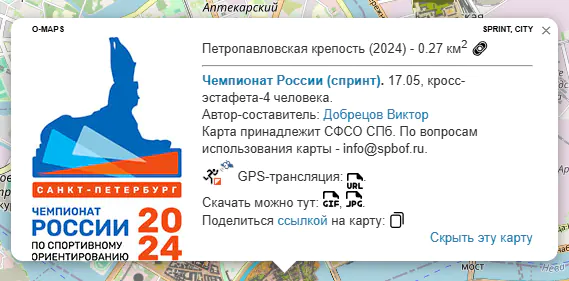 Аптекарский
O-MAPS
SPRINT, CITY
×
Петропавловская крепость (2024) - 0.27 км²
Чемпионат России (спринт). 17.05, кросс-
эстафета-4 человека.
Автор-составитель: Добрецов Виктор
Карта принадлежит СФСО СПб. По вопросам
использования карты - info@spbof.ru.
GPS-трансляция: URL.
Скачать можно тут: GIF, JPG.
Поделиться ссылкой на карту:
Скрыть эту карту
САНКТ-ПЕТЕРБУРГ
ЧЕМПИОНАТ
РОССИИ
ПО СПОРТИВНОМУ
ОРИЕНТИРОВАНИЮ
20
24
мост